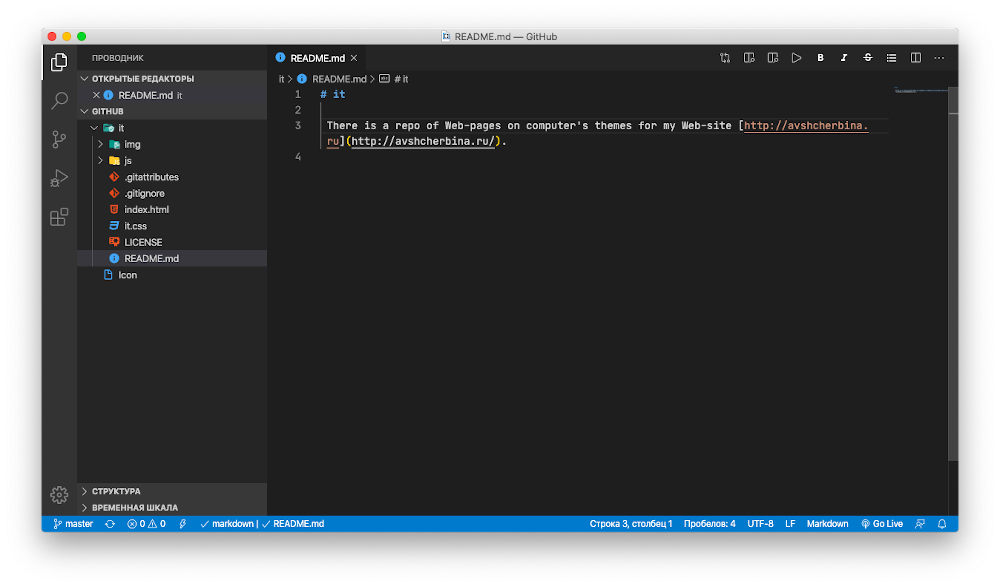 README.md — GitHub
ПРОВОДНИК
ОТКРЫТЫЕ РЕДАКТОРЫ
README.md it
GITHUB
it
img
js
.gitattributes
.gitignore
index.html
it.css
LICENSE
README.md
Icon
СТРУКТУРА
ВРЕМЕННАЯ ШКАЛА
README.md
B I S
it > README.md > # it
1 # it
2
3 There is a repo of Web-pages on computer's themes for my Web-site [http://avshcherbina.
ru](http://avshcherbina.ru/).
4
master 0 0 markdown | README.md Строка 3, столбец 1 Пробелов: 4 UTF-8 LF Markdown Go Live